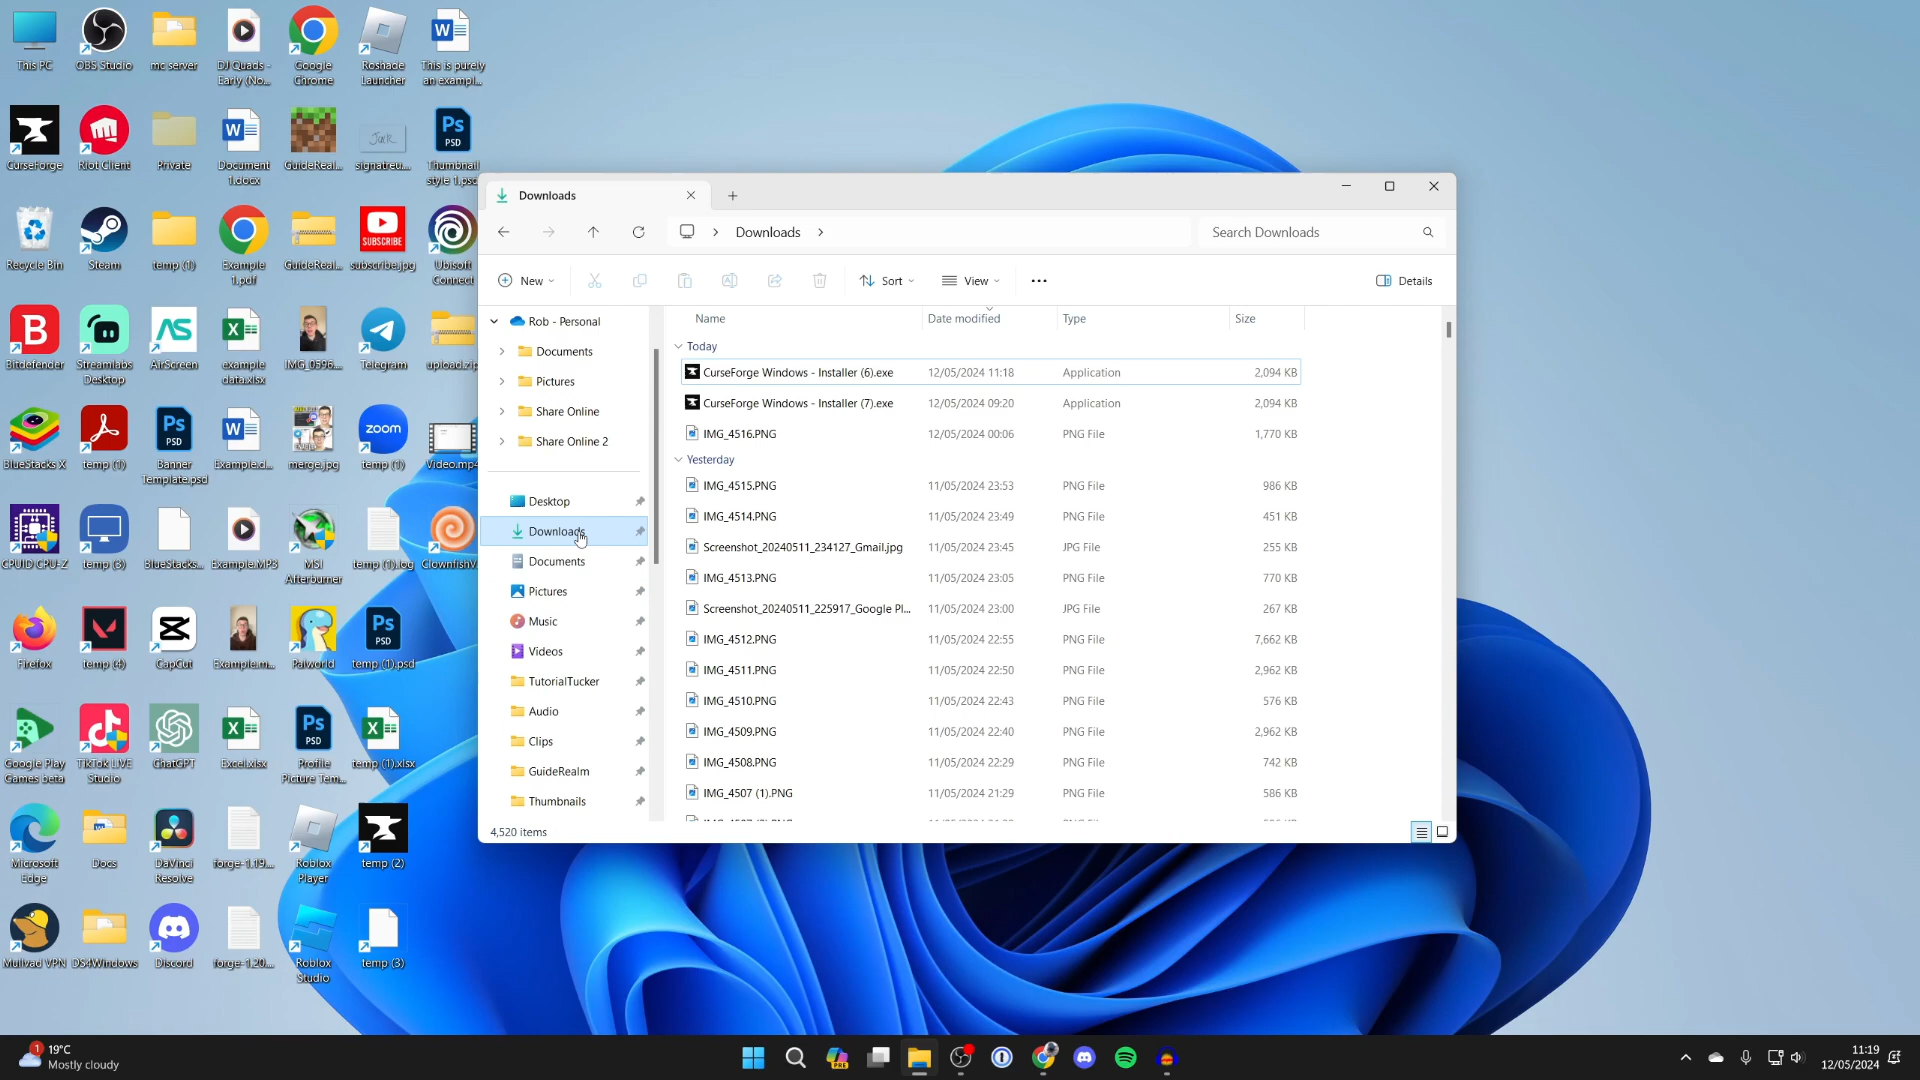 This PC
OBS Studio
mc server
DJ Quads -
Early (No...
Google
Chrome
Roshade
Launcher
This is purely
an exampl...
CurseForge
Riot Client
Private
Document
1.docx
GuideReal...
Jack
signatreu...
Ps
PSD
Thumbnail
style 1.psd
Recycle Bin
Steam
temp (1)
Example
1.pdf
GuideReal...
SUBSCRIBE
subscribe.jpg
Ubisoft
Connect
Bitdefender
Streamlabs
Desktop
AirScreen
example
data.xlsx
IMG_0596...
Telegram
upload.zip
BlueStacks X
temp (1)
Ps
PSD
Banner
Template.psd
Example.d...
merge.jpg
zoom
temp (1)
Video.mp4
CPUID CPU-Z
temp (3)
BlueStacks...
Example.MP3
MSI
Afterburner
temp (1).log
ClownfishV...
Firefox
temp (4)
CapCut
Example.m...
Palworld
Ps
PSD
temp (1).psd
Google Play
Games beta
TikTok LIVE
Studio
ChatGPT
Excel.xlsx
Ps
PSD
Profile
Picture Tem...
temp (1).xlsx
Microsoft
Edge
Docs
DaVinci
Resolve
forge-1.19...
Roblox
Player
temp (2)
Mullvad VPN
DS4Windows
Discord
forge-1.20...
Roblox
Studio
temp (3)
Downloads
Downloads
Search Downloads
New
Sort
View
Details
Rob - Personal
Documents
Pictures
Share Online
Share Online 2
Desktop
Downloads
Documents
Pictures
Music
Videos
TutorialTucker
Audio
Clips
GuideRealm
Thumbnails
Name Date modified Type Size
Today
CurseForge Windows - Installer (6).exe 12/05/2024 11:18 Application 2,094 KB
CurseForge Windows - Installer (7).exe 12/05/2024 09:20 Application 2,094 KB
IMG_4516.PNG 12/05/2024 00:06 PNG File 1,770 KB
Yesterday
IMG_4515.PNG 11/05/2024 23:53 PNG File 986 KB
IMG_4514.PNG 11/05/2024 23:49 PNG File 451 KB
Screenshot_20240511_234127_Gmail.jpg 11/05/2024 23:45 JPG File 255 KB
IMG_4513.PNG 11/05/2024 23:05 PNG File 770 KB
Screenshot_20240511_225917_Google Pl... 11/05/2024 23:00 JPG File 267 KB
IMG_4512.PNG 11/05/2024 22:55 PNG File 7,662 KB
IMG_4511.PNG 11/05/2024 22:50 PNG File 2,962 KB
IMG_4510.PNG 11/05/2024 22:43 PNG File 576 KB
IMG_4509.PNG 11/05/2024 22:40 PNG File 2,962 KB
IMG_4508.PNG 11/05/2024 22:29 PNG File 742 KB
IMG_4507 (1).PNG 11/05/2024 21:29 PNG File 586 KB
4,520 items
1
19°C
Mostly cloudy
PRE
11:19
12/05/2024